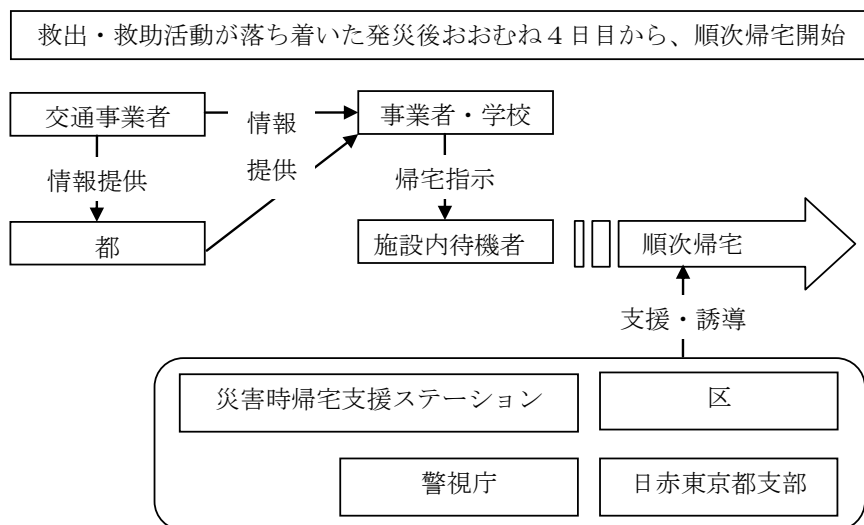 救出・救助活動が落ち着いた発災後おおむね４日目から、順次帰宅開始
交通事業者
情報
提供
事業者・学校
情報提供
帰宅指示
都
施設内待機者
順次帰宅
支援・誘導
災害時帰宅支援ステーション
区
警視庁
日赤東京都支部